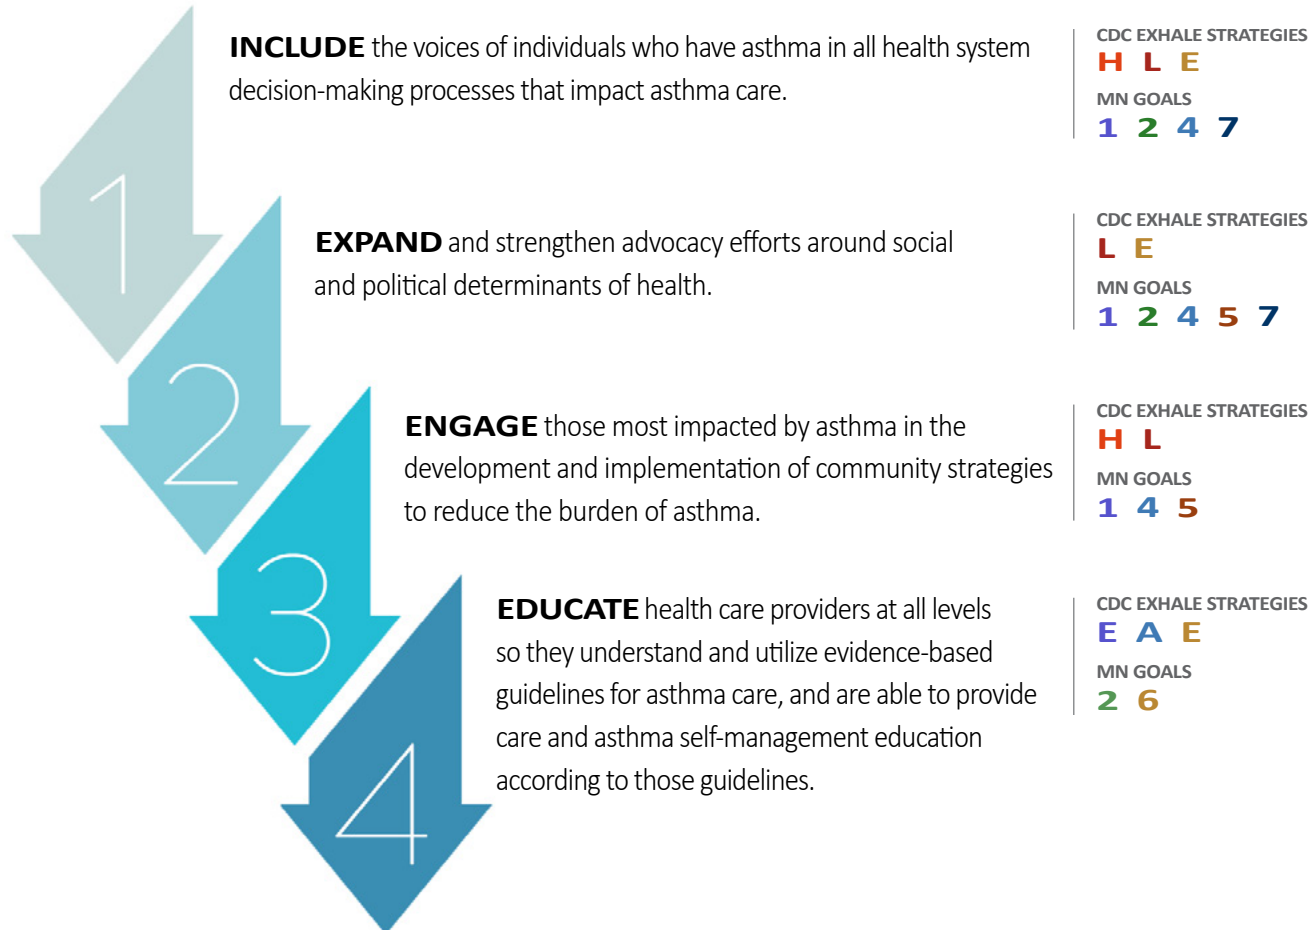 1
INCLUDE the voices of individuals who have asthma in all health system
decision-making processes that impact asthma care.
CDC EXHALE STRATEGIES
H L E
MN GOALS
1 2 4 7
2
EXPAND and strengthen advocacy efforts around social
and political determinants of health.
CDC EXHALE STRATEGIES
L E
MN GOALS
1 2 4 5 7
3
ENGAGE those most impacted by asthma in the
development and implementation of community strategies
to reduce the burden of asthma.
CDC EXHALE STRATEGIES
H L
MN GOALS
1 4 5
4
EDUCATE health care providers at all levels
so they understand and utilize evidence-based
guidelines for asthma care, and are able to provide
care and asthma self-management education
according to those guidelines.
CDC EXHALE STRATEGIES
E A E
MN GOALS
2 6